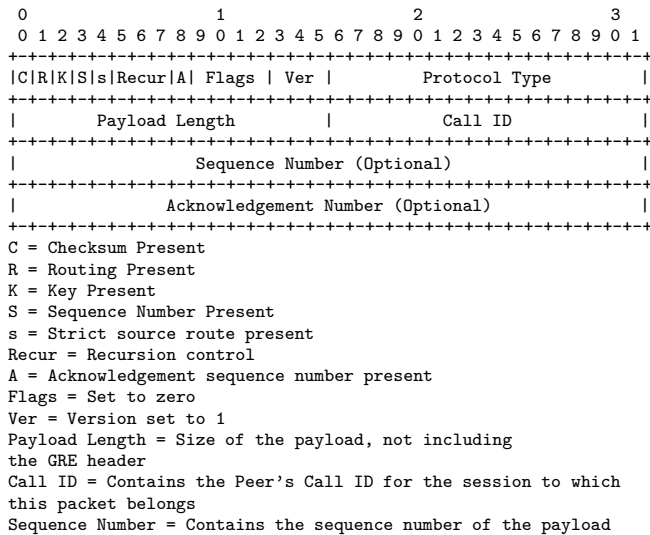 0                   1                   2                   3
0 1 2 3 4 5 6 7 8 9 0 1 2 3 4 5 6 7 8 9 0 1 2 3 4 5 6 7 8 9 0 1
+-+-+-+-+-+-+-+-+-+-+-+-+-+-+-+-+-+-+-+-+-+-+-+-+-+-+-+-+-+-+-+-+
|C|R|K|S|s|Recur|A| Flags | Ver |         Protocol Type         |
+-+-+-+-+-+-+-+-+-+-+-+-+-+-+-+-+-+-+-+-+-+-+-+-+-+-+-+-+-+-+-+-+
|        Payload Length         |           Call ID             |
+-+-+-+-+-+-+-+-+-+-+-+-+-+-+-+-+-+-+-+-+-+-+-+-+-+-+-+-+-+-+-+-+
|                  Sequence Number (Optional)                   |
+-+-+-+-+-+-+-+-+-+-+-+-+-+-+-+-+-+-+-+-+-+-+-+-+-+-+-+-+-+-+-+-+
|               Acknowledgement Number (Optional)               |
+-+-+-+-+-+-+-+-+-+-+-+-+-+-+-+-+-+-+-+-+-+-+-+-+-+-+-+-+-+-+-+-+
C = Checksum Present
R = Routing Present
K = Key Present
S = Sequence Number Present
s = Strict source route present
Recur = Recursion control
A = Acknowledgement sequence number present
Flags = Set to zero
Ver = Version set to 1
Payload Length = Size of the payload, not including
the GRE header
Call ID = Contains the Peer's Call ID for the session to which
this packet belongs
Sequence Number = Contains the sequence number of the payload